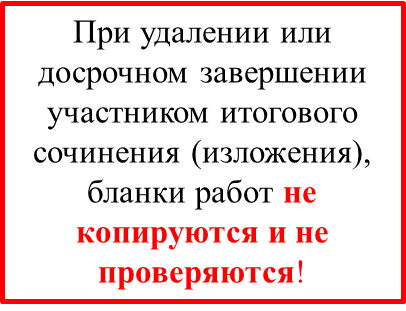 При удалении или
досрочном завершении
участником итогового
сочинения (изложения),
бланки работ не
копируются и не
проверяются!